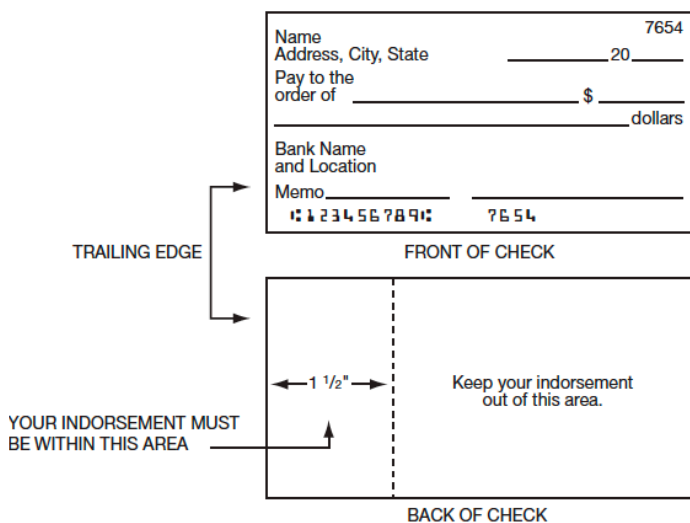 7654
Name
Address, City, State
20
Pay to the
order of $
dollars
Bank Name
and Location
Memo
⑆123456789⑆ 7654
TRAILING EDGE
FRONT OF CHECK
1 1/2"
Keep your indorsement
out of this area.
YOUR INDORSEMENT MUST
BE WITHIN THIS AREA
BACK OF CHECK